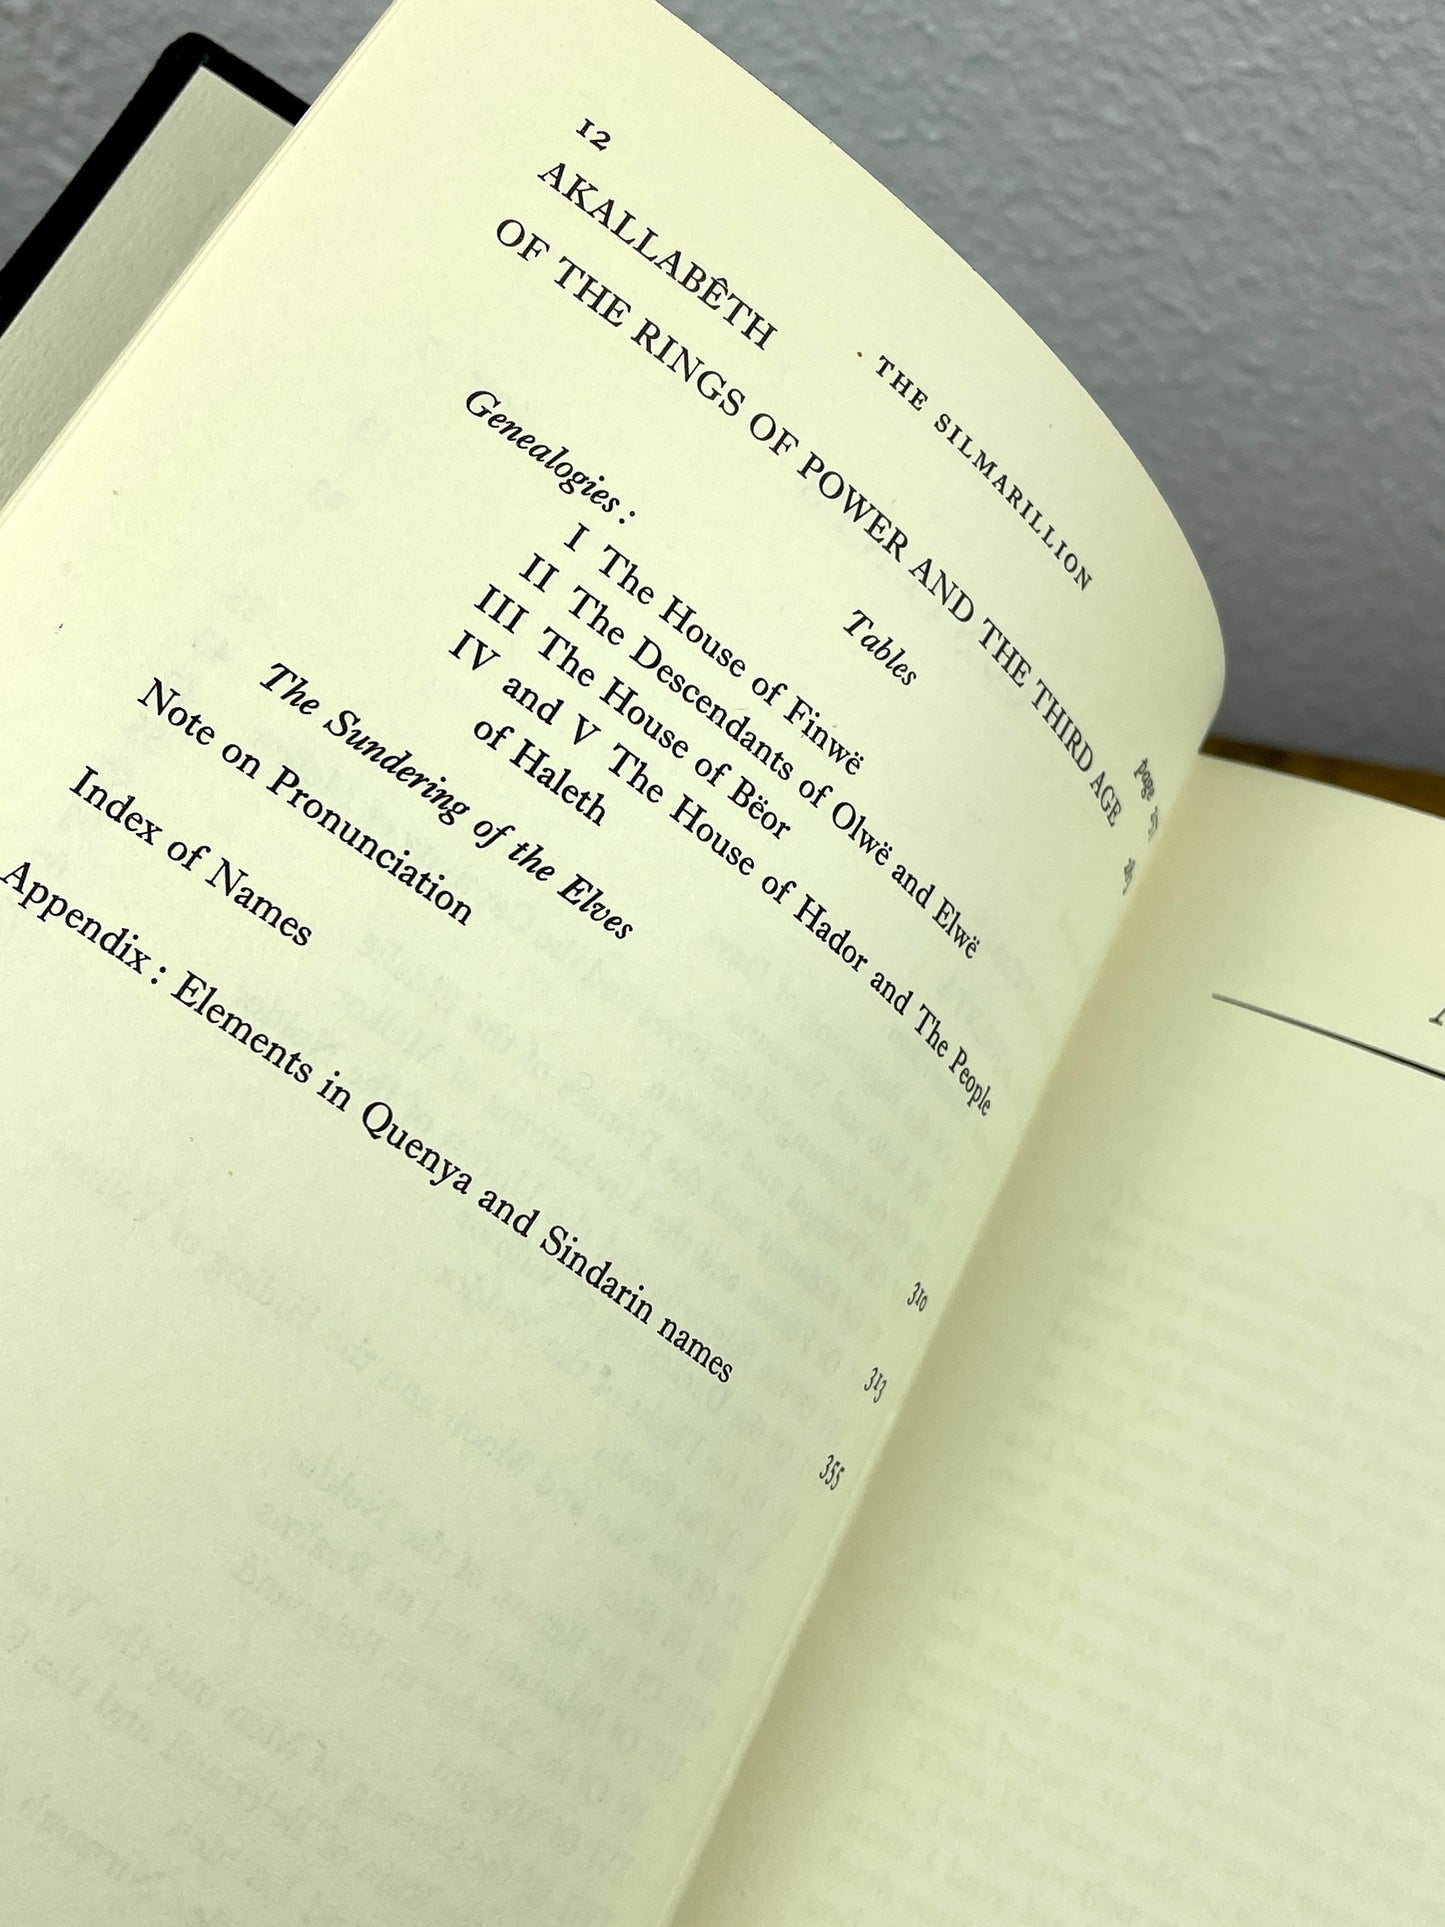 12
THE SILMARILLION
page
AKALLABÊTH
OF THE RINGS OF POWER AND THE THIRD AGE
Tables
Genealogies :
I The House of Finwë
II The Descendants of Olwë and Elwë
III The House of Bëor
IV and V The House of Hador and The People
of Haleth
The Sundering of the Elves
Note on Pronunciation 310
Index of Names 313
Appendix : Elements in Quenya and Sindarin names 355